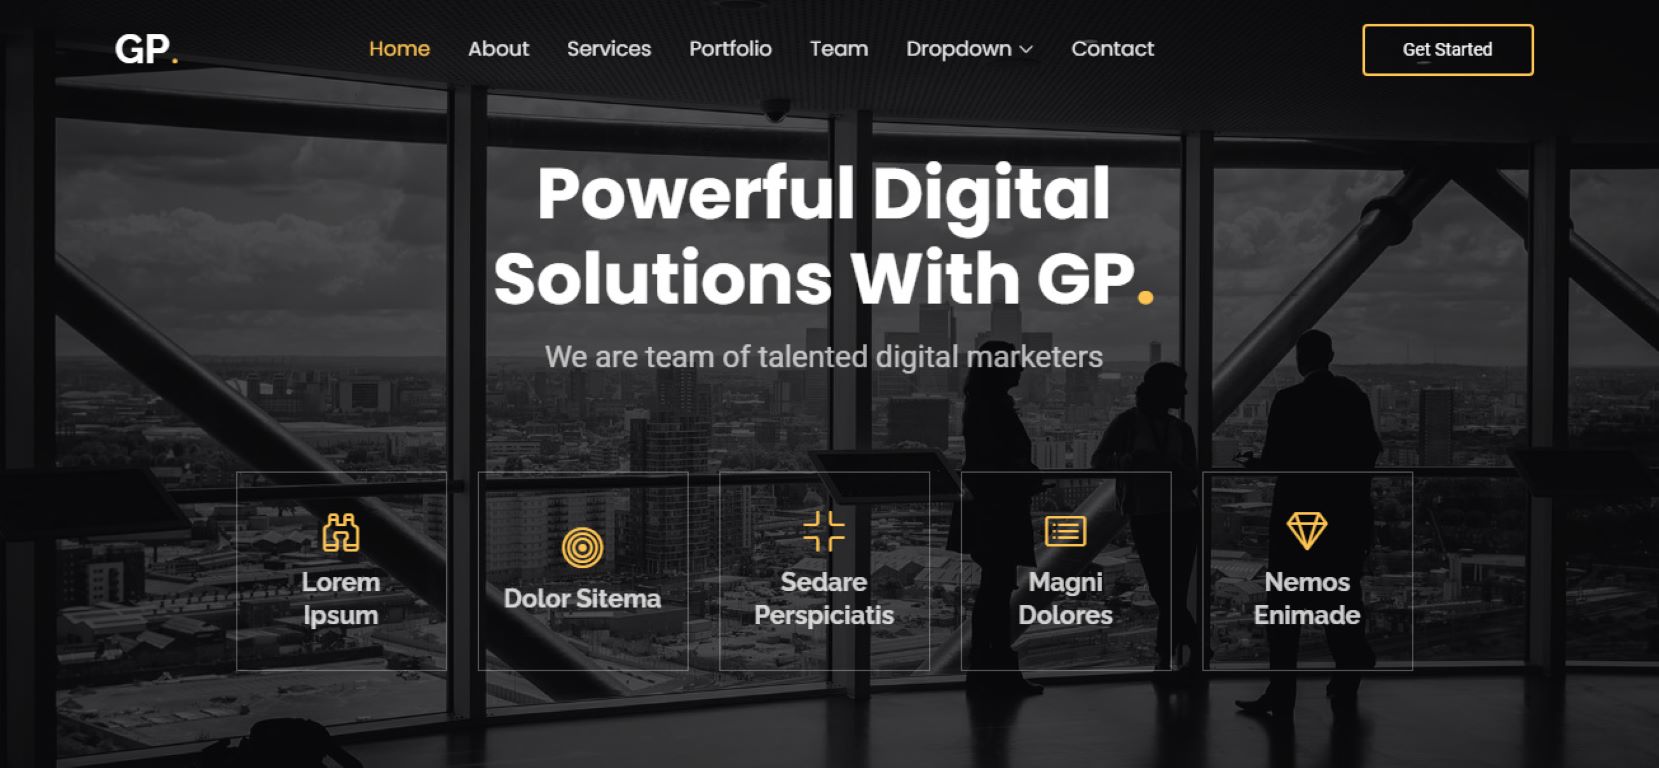 GP.
Home
About
Services
Portfolio
Team
Dropdown
Contact
Get Started
Powerful Digital
Solutions With GP.
We are team of talented digital marketers
Lorem
Ipsum
Dolor Sitema
Sedare
Perspiciatis
Magni
Dolores
Nemos
Enimade